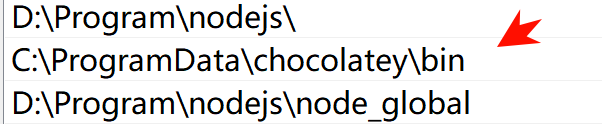 D:\Program\nodejs\
C:\ProgramData\chocolatey\bin
D:\Program\nodejs\node_global